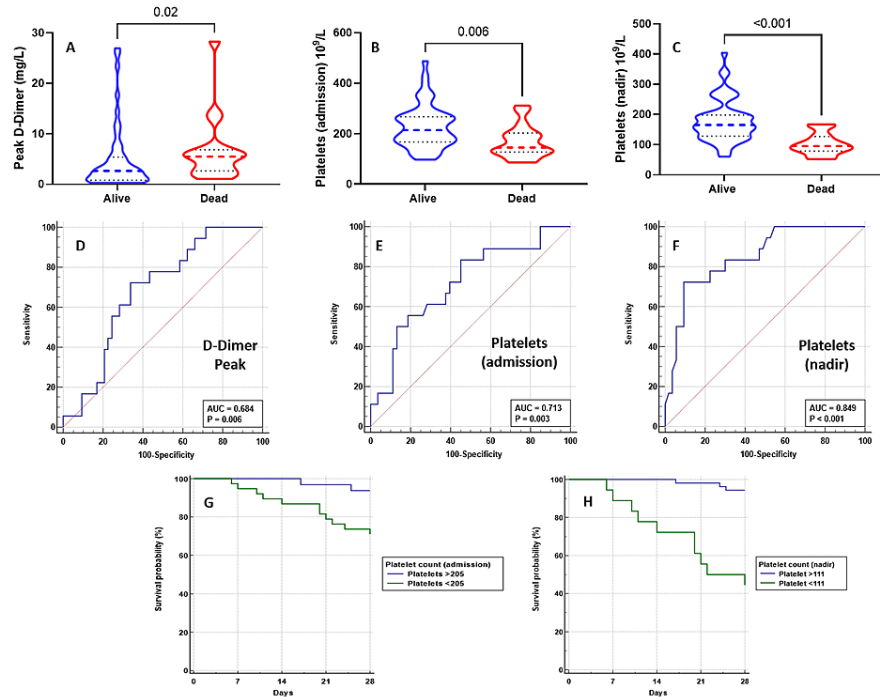 A
0.02
Peak D-Dimer (mg/L)
30
20
10
0
Alive
Dead
B
0.006
Platelets (admission) 10^9/L
600
400
200
0
Alive
Dead
C
<0.001
Platelets (nadir) 10^9/L
500
400
300
200
100
0
Alive
Dead
D
Sensitivity
100
80
60
40
20
0
D-Dimer
Peak
AUC = 0.684
P = 0.006
0 20 40 60 80 100
100-Specificity
E
Sensitivity
100
80
60
40
20
0
Platelets
(admission)
AUC = 0.713
P = 0.003
0 20 40 60 80 100
100-Specificity
F
Sensitivity
100
80
60
40
20
0
Platelets
(nadir)
AUC = 0.849
P < 0.001
0 20 40 60 80 100
100-Specificity
G
Survival probability (%)
100
80
60
40
20
0
0 7 14 21 28
Days
Platelet count (admission)
Platelets >205
Platelets <205
H
Survival probability (%)
100
80
60
40
20
0
0 7 14 21 28
Days
Platelet count (nadir)
Platelet >111
Platelet <111